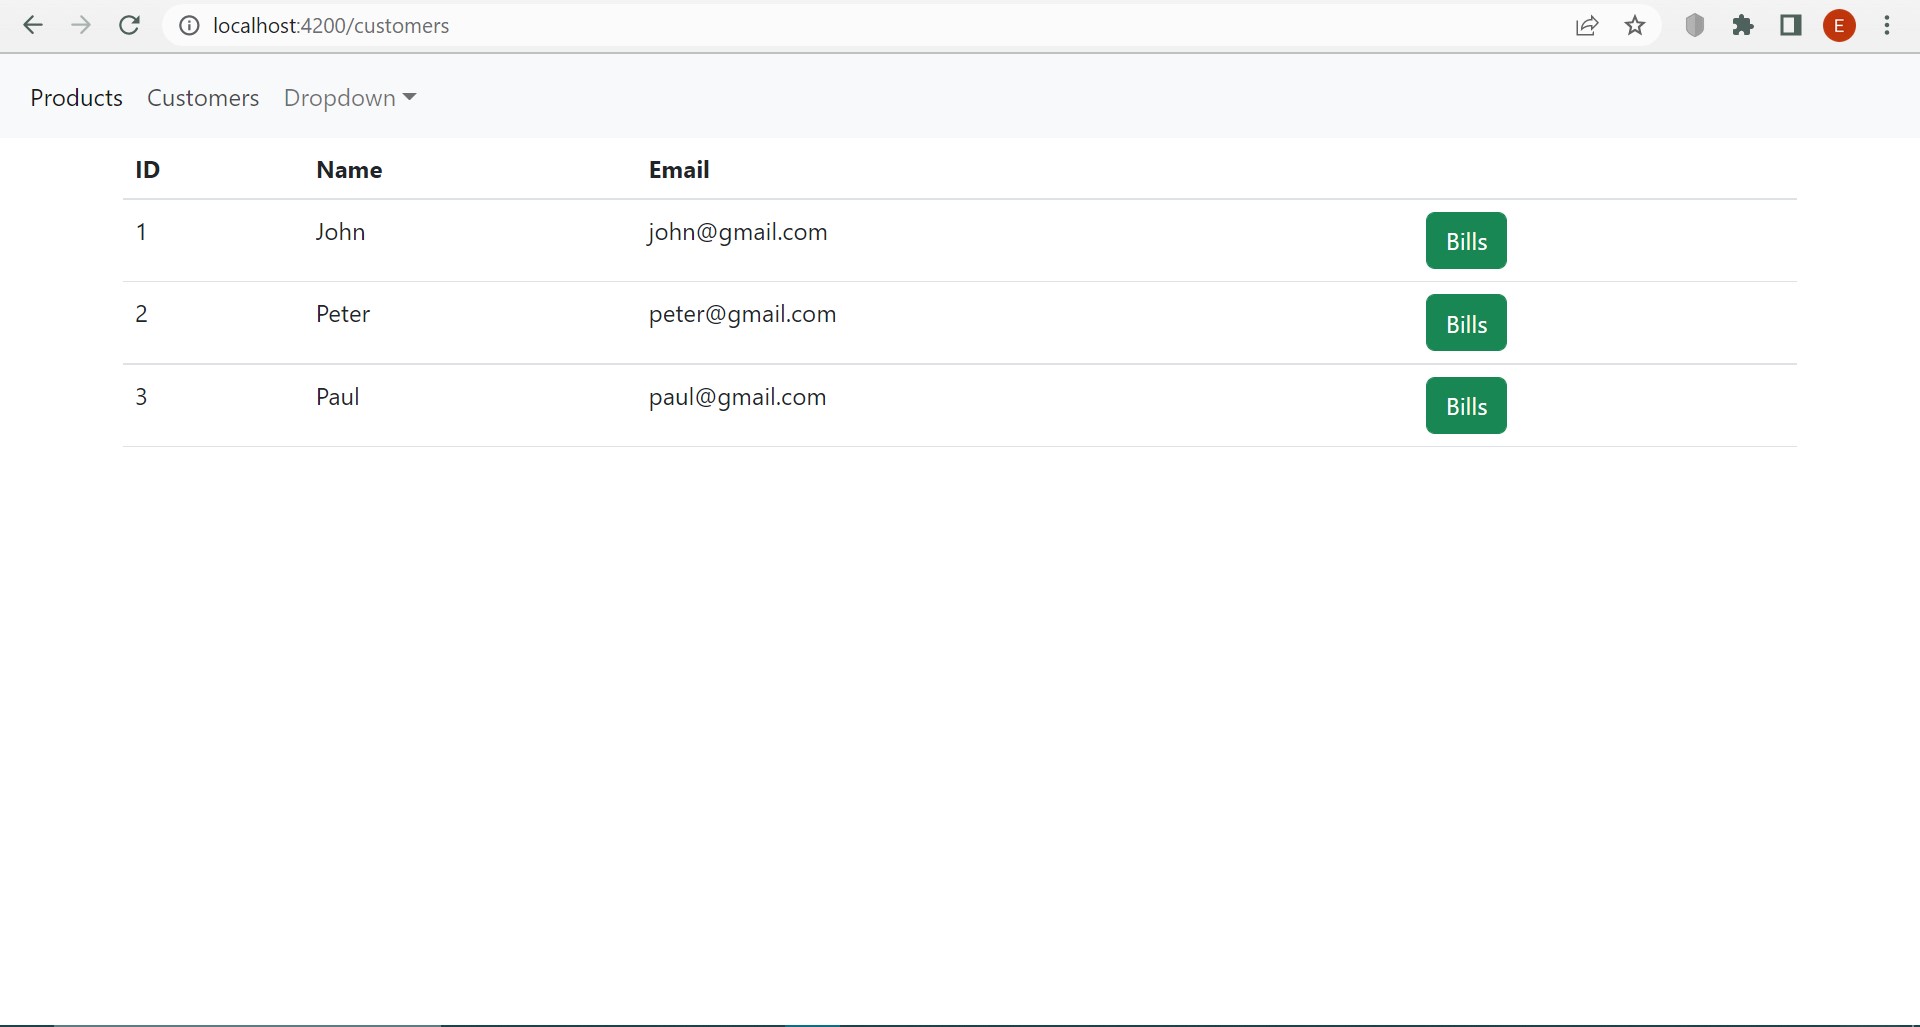 localhost:4200/customers
E
Products Customers Dropdown
ID Name Email
1 John john@gmail.com Bills
2 Peter peter@gmail.com Bills
3 Paul paul@gmail.com Bills